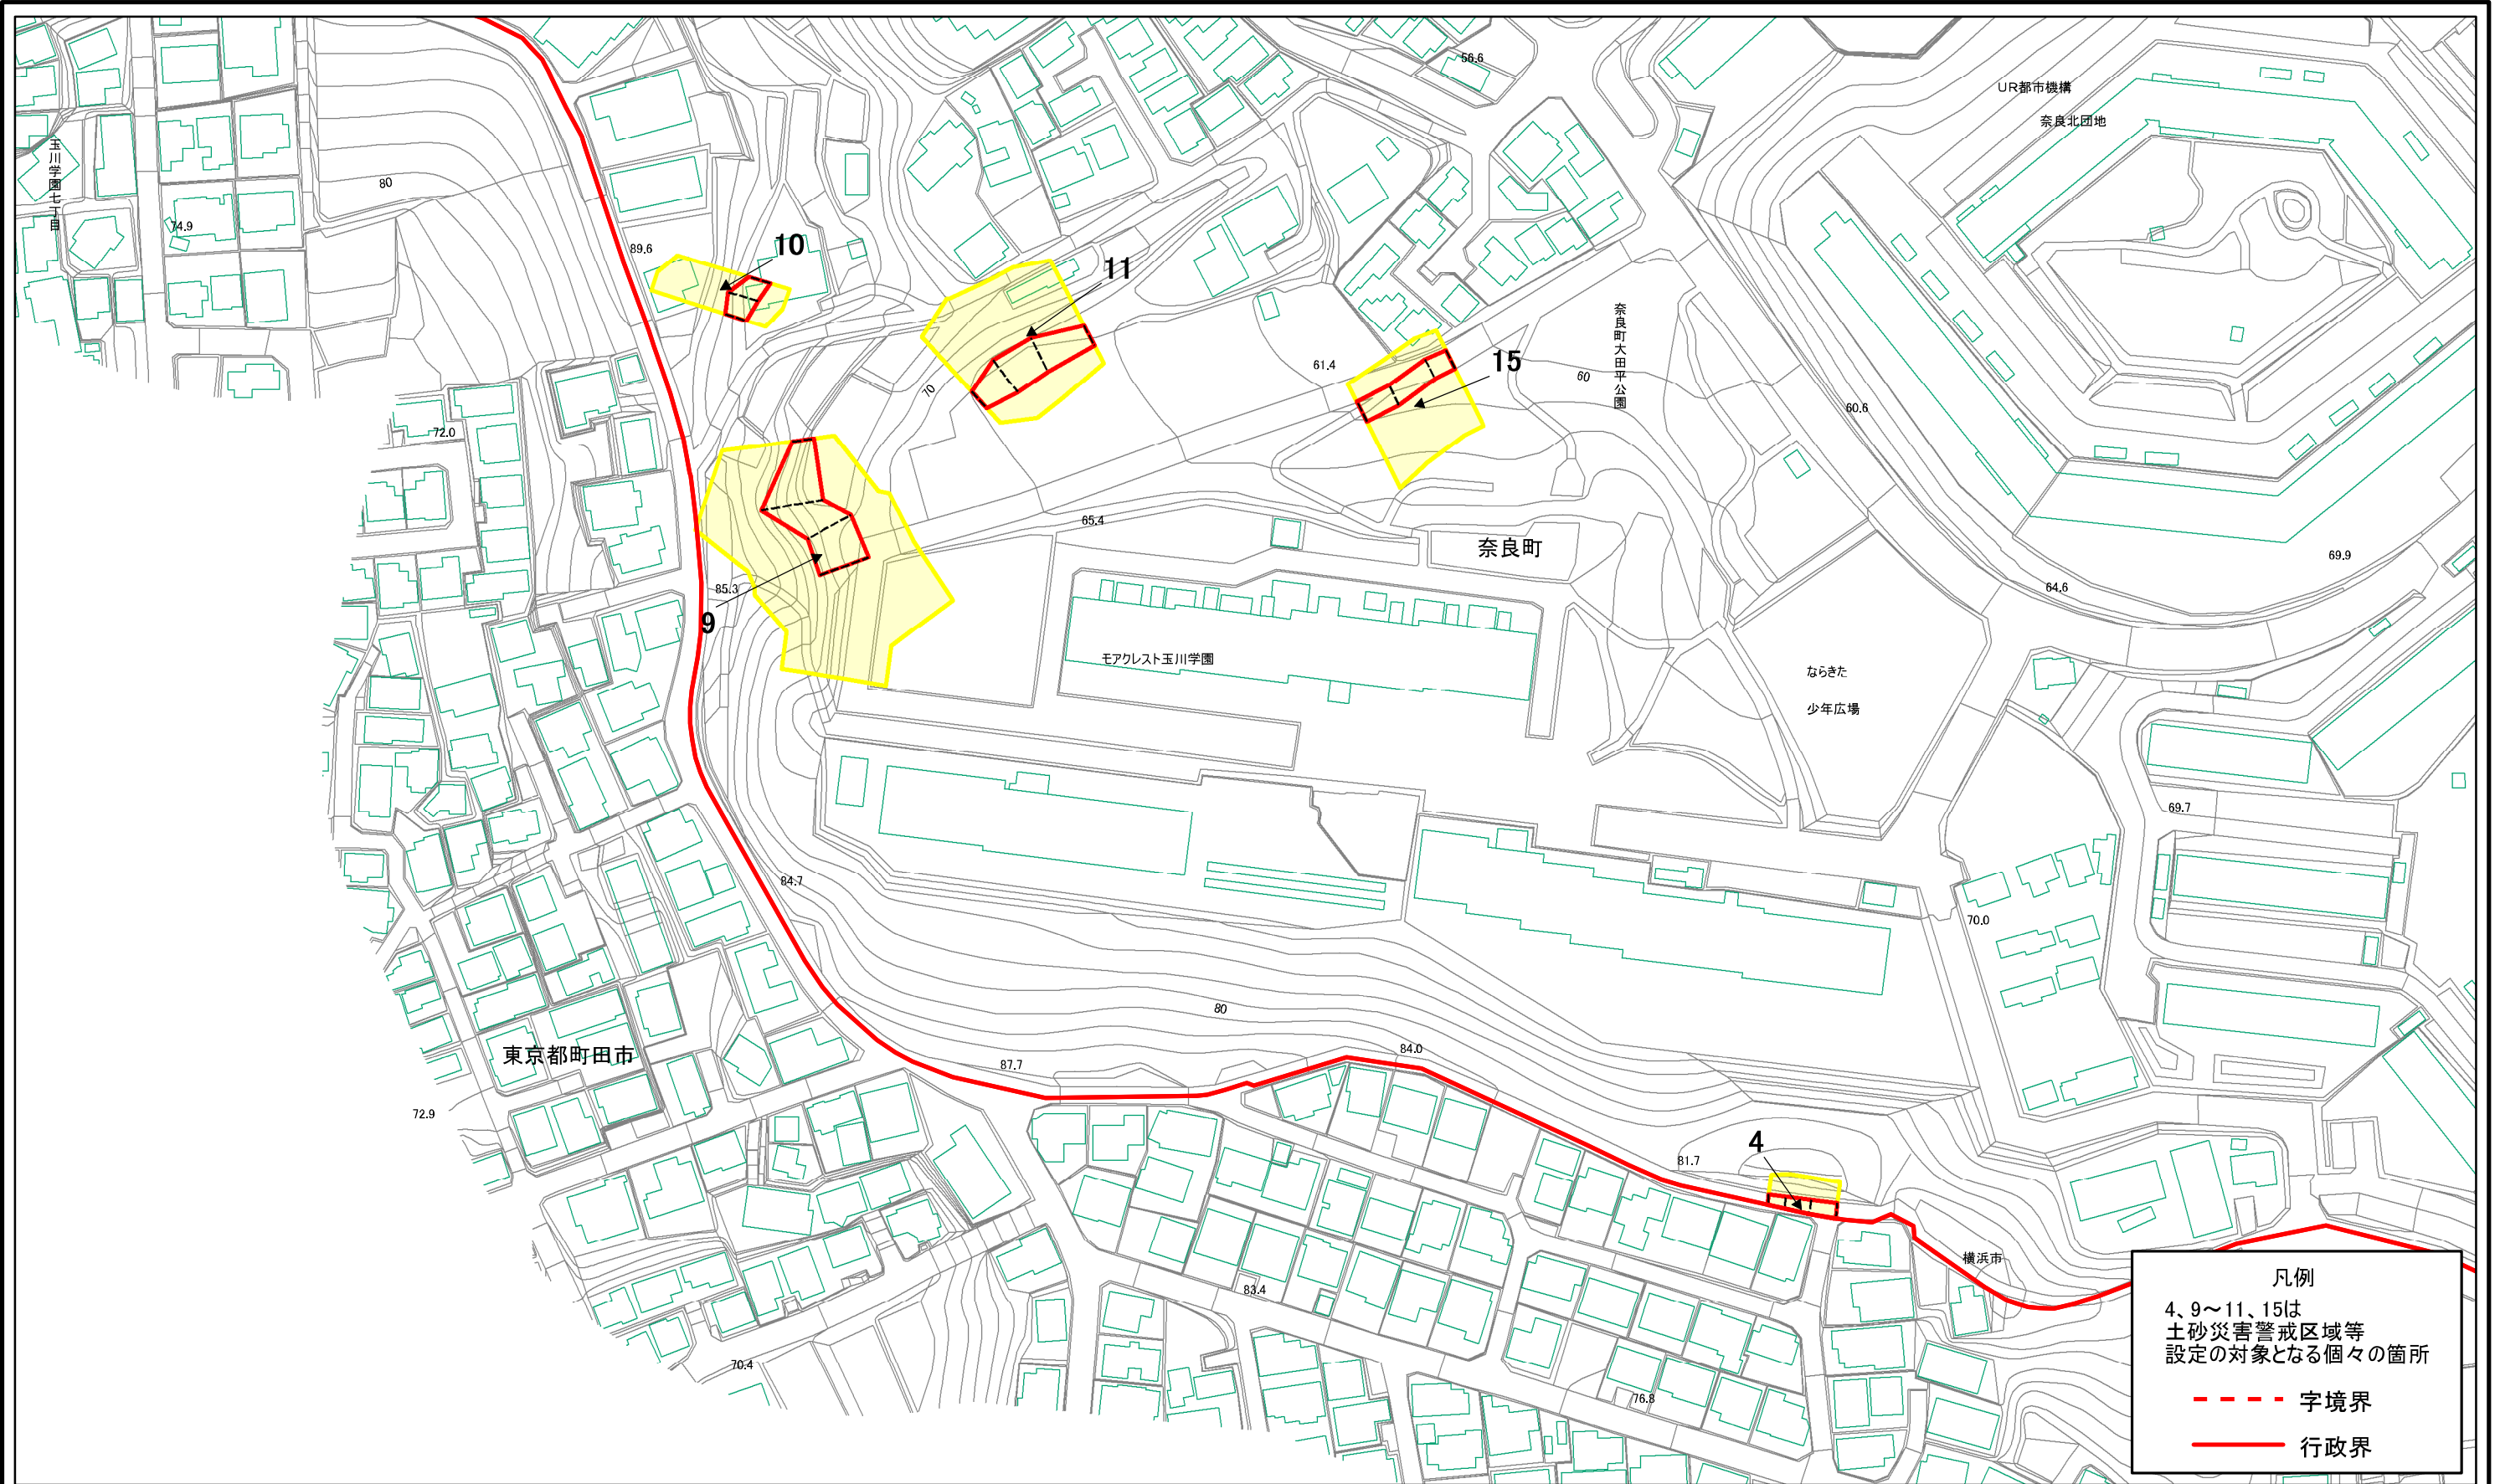 56.6
UR都市機構
奈良北団地
玉川学園七丁目
80
74.9
89.6
10
11
奈良町大田平公園
61.4
15
60
70
60.6
72.0
65.4
奈良町
69.9
85.3
64.6
9
モアクレスト玉川学園
ならきた
少年広場
69.7
84.7
70.0
80
東京都町田市
84.0
87.7
72.9
4
81.7
横浜市
83.4
70.4
76.8
凡例
4、9～11、15は
土砂災害警戒区域等
設定の対象となる個々の箇所
字境界
行政界